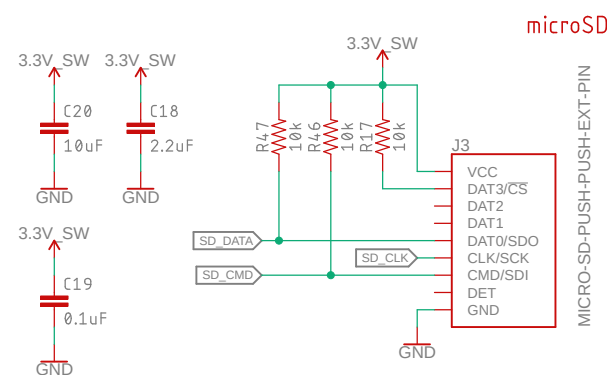 microSD
3.3V_SW
3.3V_SW
3.3V_SW
C20
10uF
C18
2.2uF
GND
GND
R47
10k
R46
10k
R17
10k
J3
VCC
DAT3/CS
DAT2
DAT1
DAT0/SDO
CLK/SCK
CMD/SDI
DET
GND
MICRO-SD-PUSH-PUSH-EXT-PIN
SD_DATA
SD_CLK
SD_CMD
3.3V_SW
C19
0.1uF
GND
GND